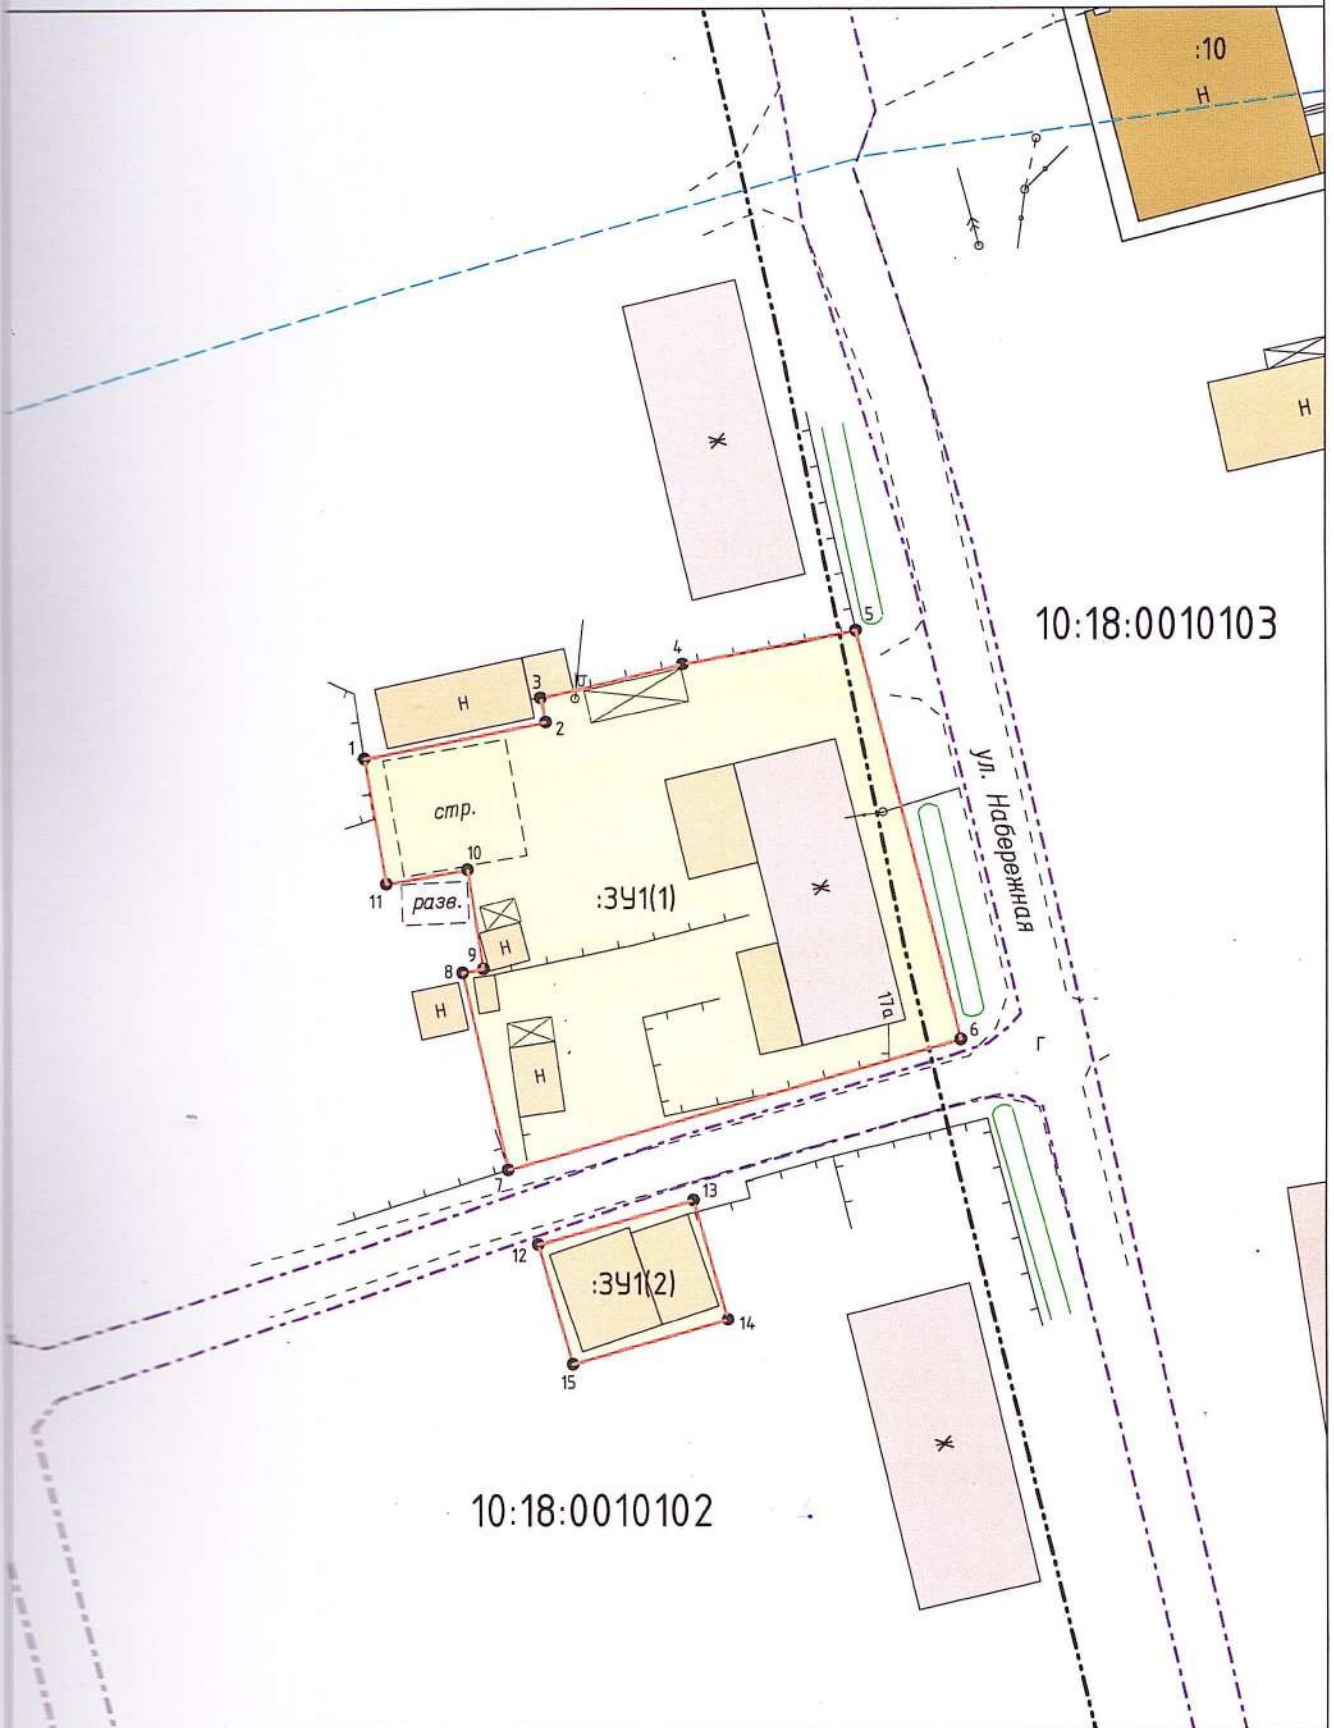 :10
Н
Н
Ж
10:18:0010103
5
4
3
Н
2
1
ул. Набережная
стр.
10
11
разв.
:ЗУ1(1)
Ж
Н
9
8
Н
17а
6
Г
Н
7
13
12
:ЗУ1(2)
14
15
Ж
10:18:0010102